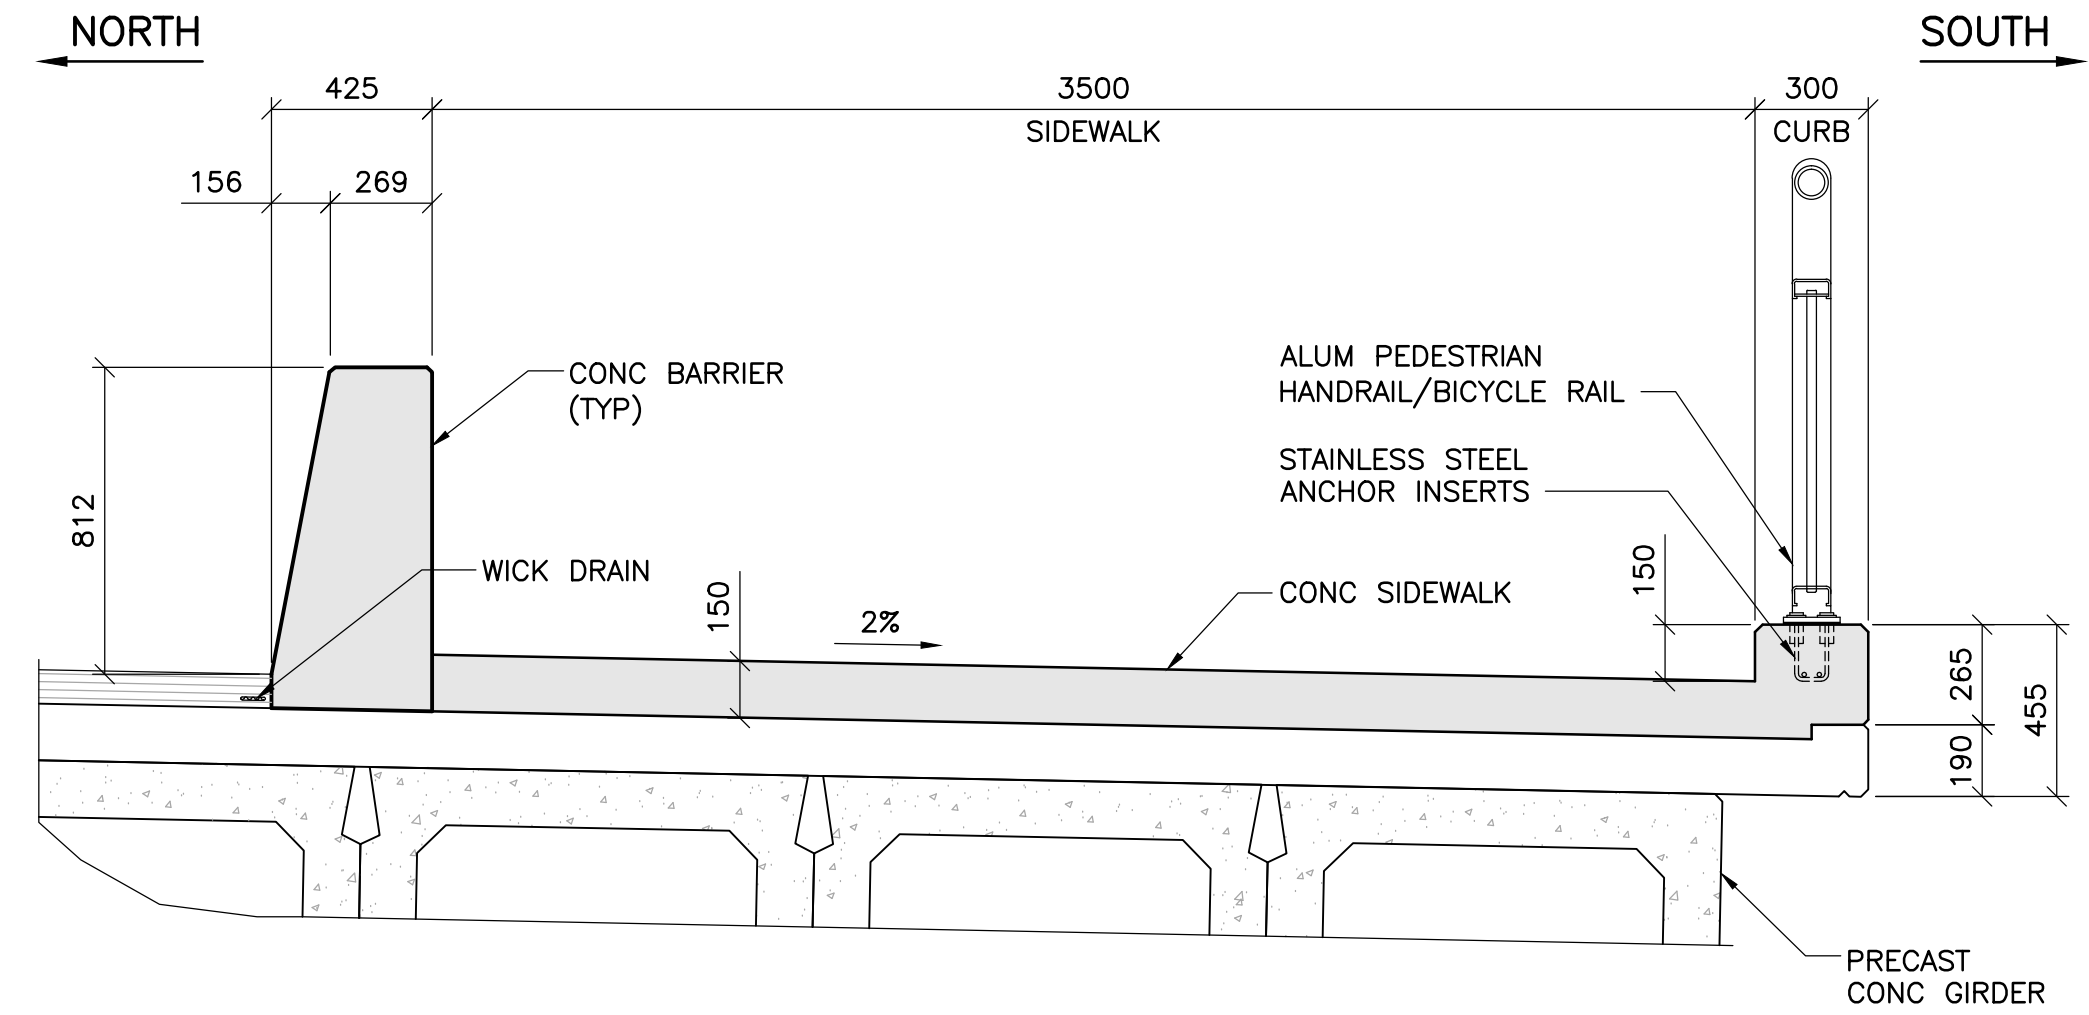 NORTH
SOUTH
425
3500
300
SIDEWALK
CURB
156
269
ALUM PEDESTRIAN
HANDRAIL/BICYCLE RAIL
CONC BARRIER
(TYP)
STAINLESS STEEL
ANCHOR INSERTS
812
WICK DRAIN
150
2%
CONC SIDEWALK
150
265
455
190
PRECAST
CONC GIRDER